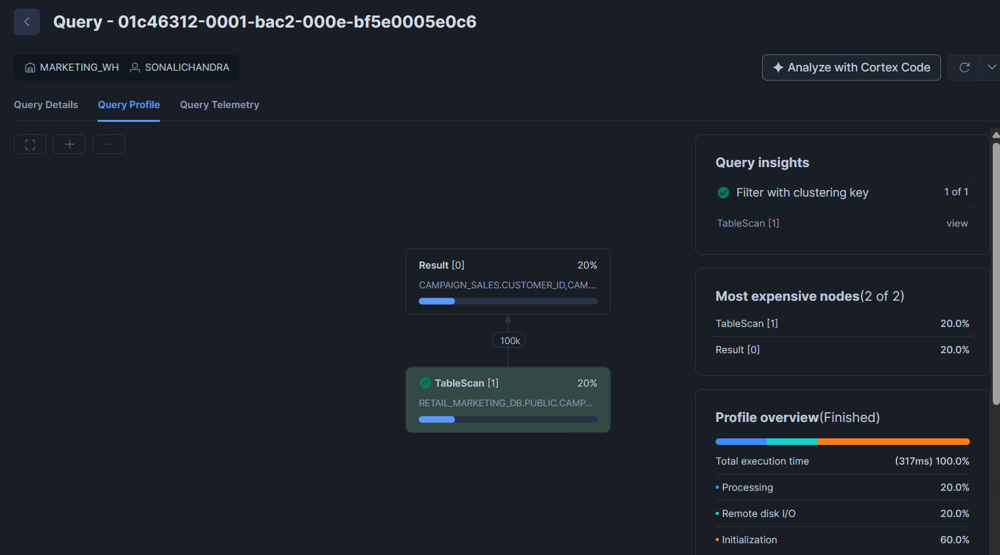 Query - 01c46312-0001-bac2-000e-bf5e0005e0c6
MARKETING_WH SONALICHANDRA
Analyze with Cortex Code
Query Details Query Profile Query Telemetry
Query insights
Filter with clustering key 1 of 1
TableScan [1] view
Result [0] 20%
CAMPAIGN_SALES.CUSTOMER_ID,CAM...
100k
TableScan [1] 20%
RETAIL_MARKETING_DB.PUBLIC.CAMP...
Most expensive nodes(2 of 2)
TableScan [1] 20.0%
Result [0] 20.0%
Profile overview(Finished)
Total execution time (317ms) 100.0%
Processing 20.0%
Remote disk I/O 20.0%
Initialization 60.0%